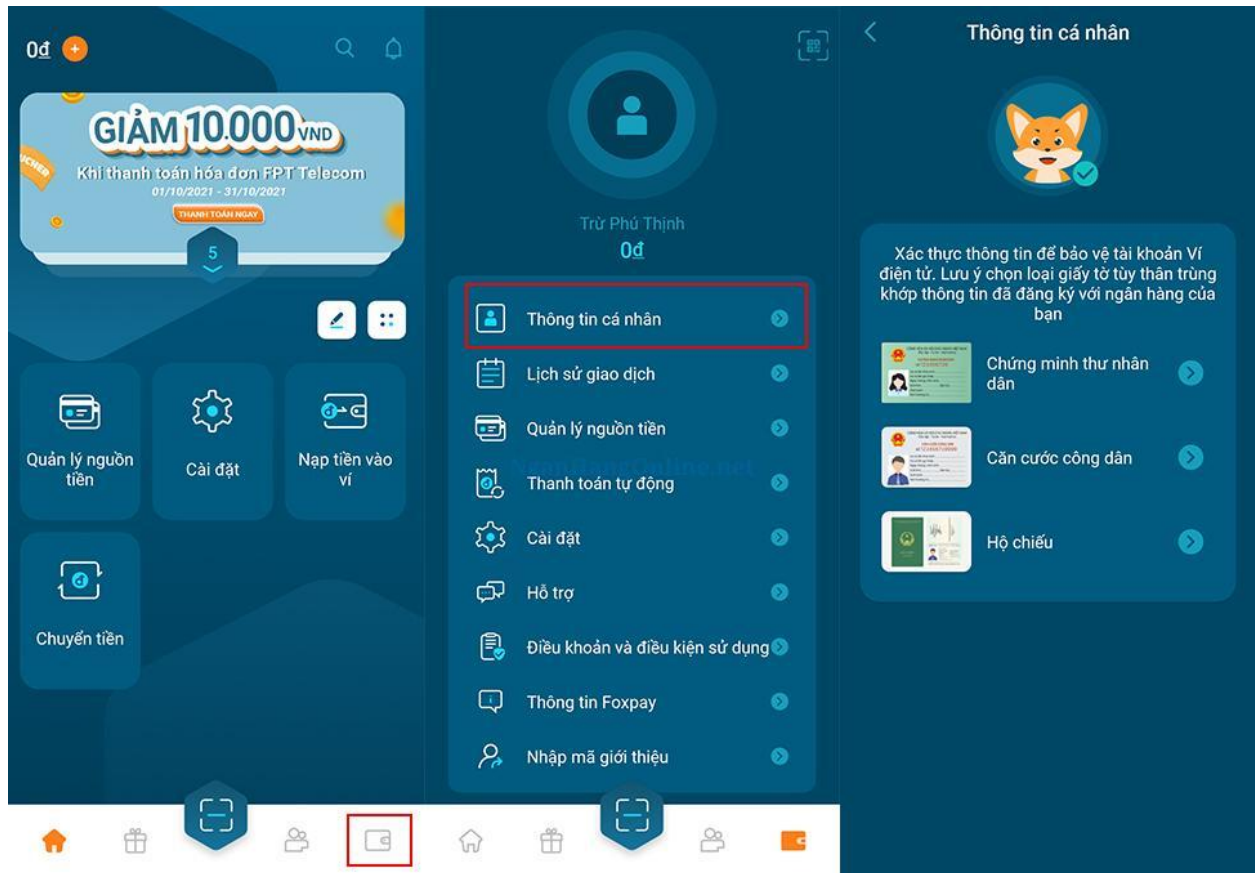 0đ
GIẢM 10.000 VND
VOUCHER
Khi thanh toán hóa đơn FPT Telecom
01/10/2021 - 31/10/2021
THANH TOÁN NGAY
5
Quản lý nguồn
tiền
Cài đặt
Nạp tiền vào
ví
Chuyển tiền
Trừ Phú Thịnh
0đ
Thông tin cá nhân
Lịch sử giao dịch
Quản lý nguồn tiền
NganHangOnline.net
Thanh toán tự động
Cài đặt
Hỗ trợ
Điều khoản và điều kiện sử dụng
Thông tin Foxpay
Nhập mã giới thiệu
Thông tin cá nhân
Xác thực thông tin để bảo vệ tài khoản Ví
điện tử. Lưu ý chọn loại giấy tờ tùy thân trùng
khớp thông tin đã đăng ký với ngân hàng của
bạn
Chứng minh thư nhân
dân
Căn cước công dân
Hộ chiếu